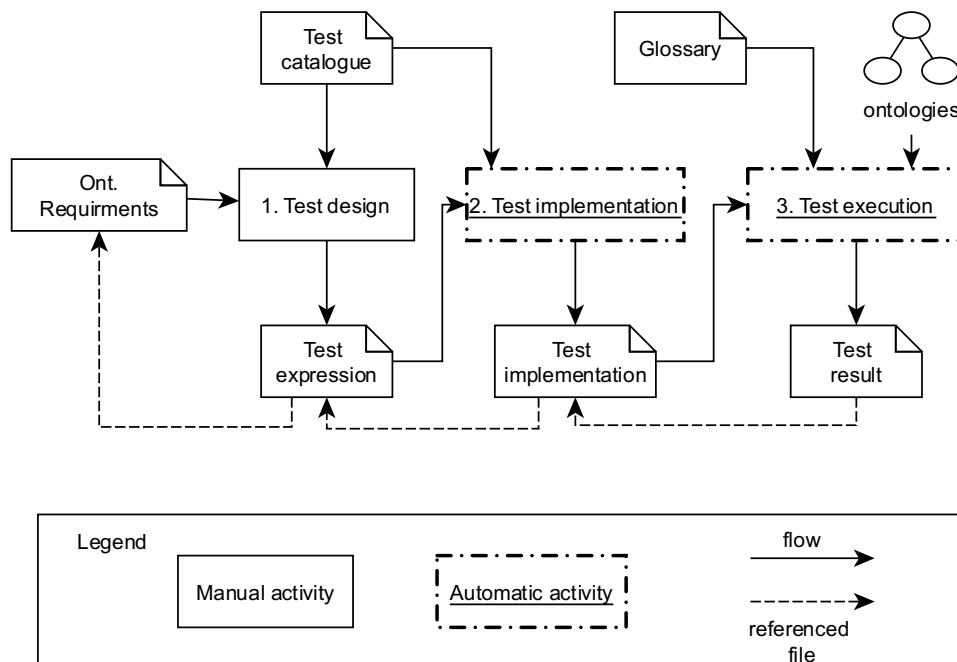 Test
catalogue
Glossary
ontologies
Ont.
Requirments
1. Test design
2. Test implementation
3. Test execution
Test
expression
Test
implementation
Test
result
Legend
Manual activity
Automatic activity
flow
referenced
file